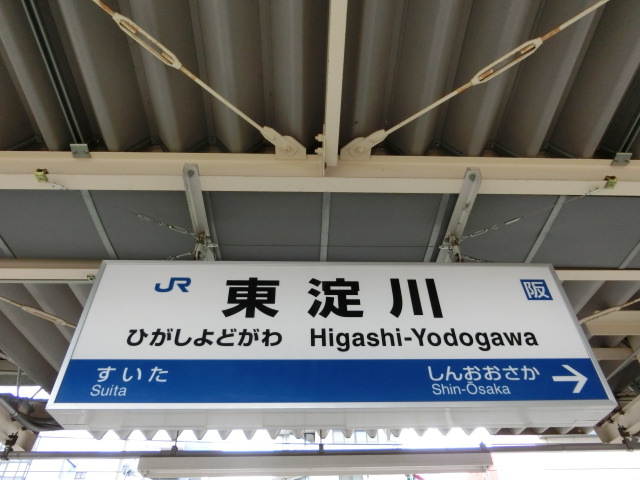 JR 東淀川 阪
ひがしよどがわ Higashi-Yodogawa
すいた しんおおさか →
Suita Shin-Ōsaka